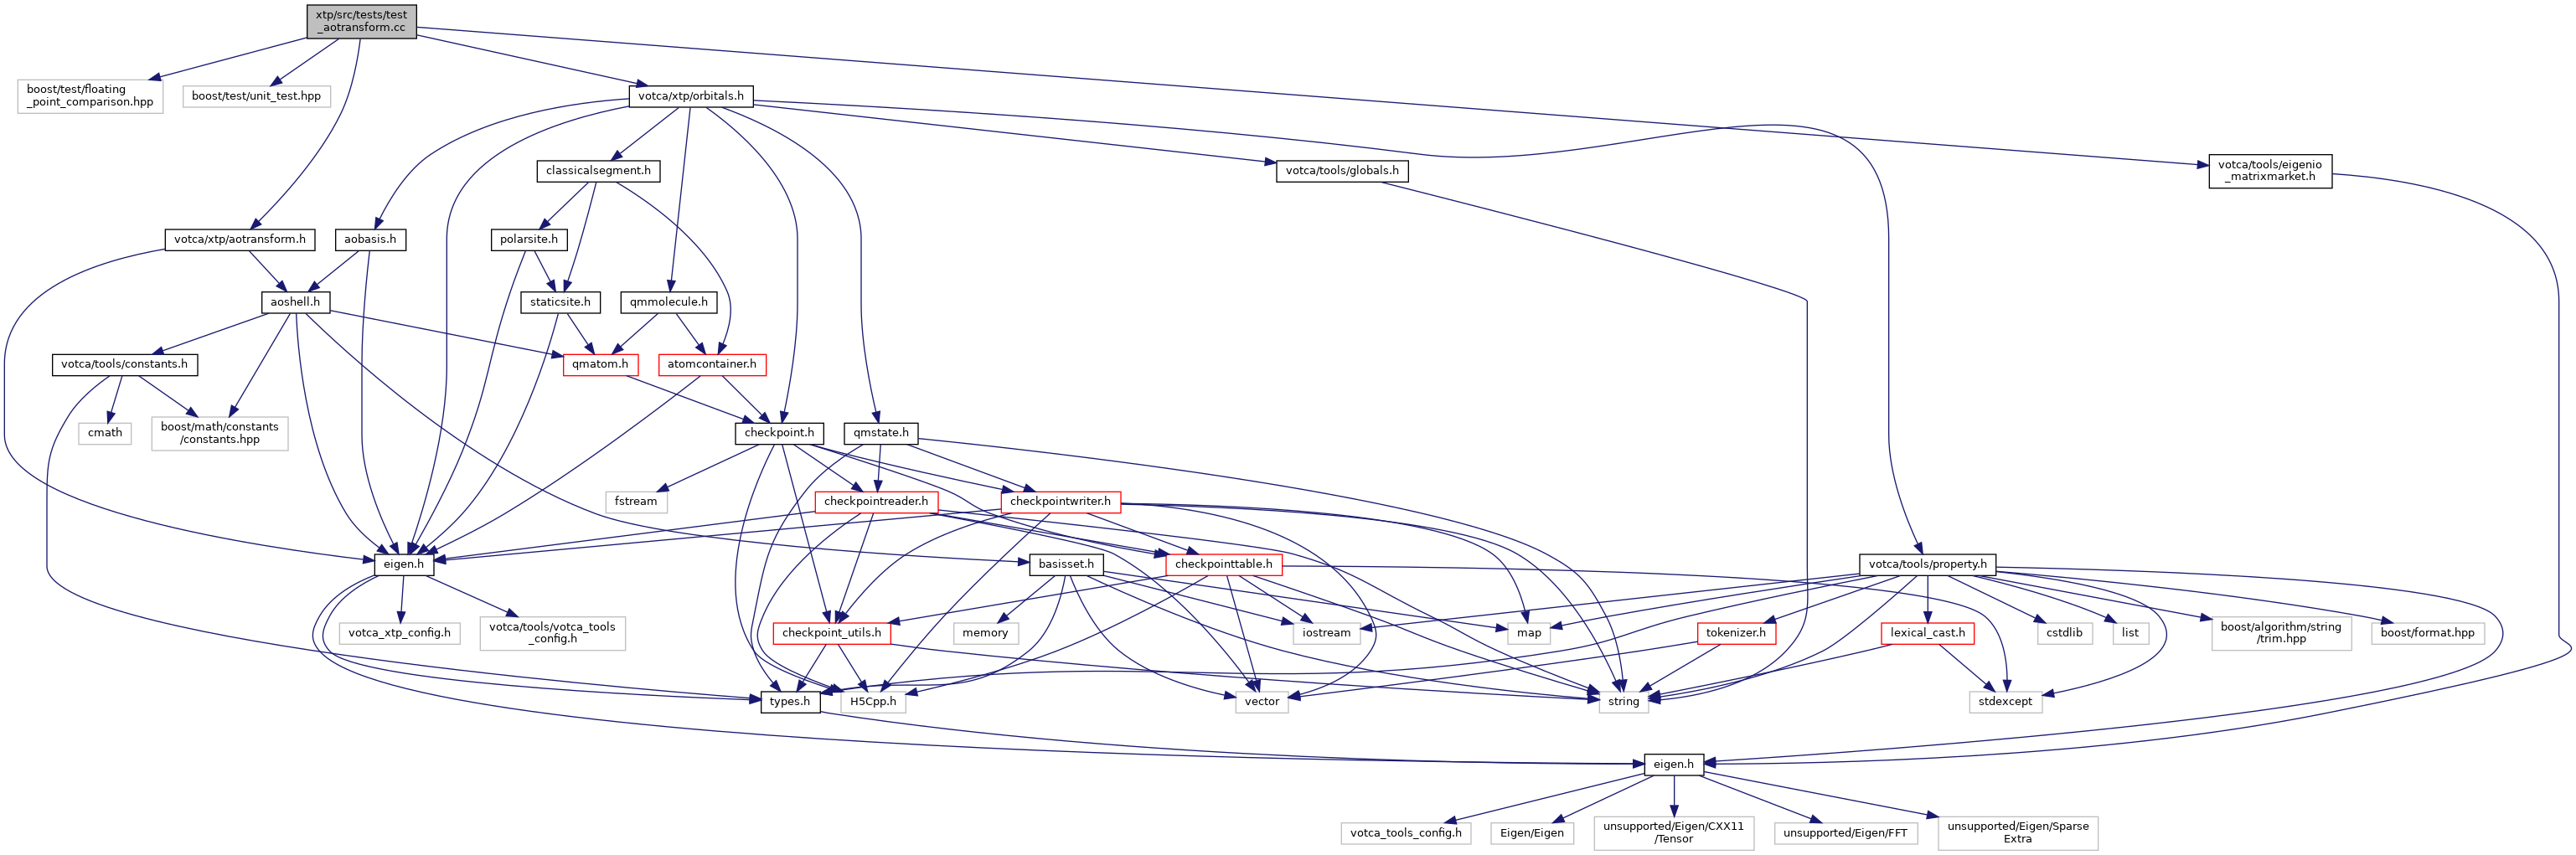 xtp/src/tests/test
_aotransform.cc
boost/test/floating
_point_comparison.hpp
boost/test/unit_test.hpp
votca/xtp/orbitals.h
classicalsegment.h
votca/tools/globals.h
votca/tools/eigenio
_matrixmarket.h
votca/xtp/aotransform.h
aobasis.h
polarsite.h
aoshell.h
staticsite.h
qmmolecule.h
votca/tools/constants.h
qmatom.h
atomcontainer.h
cmath
boost/math/constants
/constants.hpp
checkpoint.h
qmstate.h
fstream
checkpointreader.h
checkpointwriter.h
eigen.h
basisset.h
checkpointtable.h
votca/tools/property.h
votca_xtp_config.h
votca/tools/votca_tools
_config.h
checkpoint_utils.h
memory
iostream
map
tokenizer.h
lexical_cast.h
cstdlib
list
boost/algorithm/string
/trim.hpp
boost/format.hpp
types.h
H5Cpp.h
vector
string
stdexcept
eigen.h
votca_tools_config.h
Eigen/Eigen
unsupported/Eigen/CXX11
/Tensor
unsupported/Eigen/FFT
unsupported/Eigen/Sparse
Extra